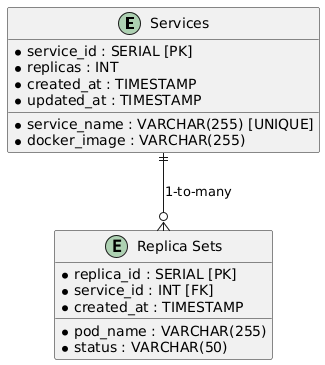 E Services
service_id : SERIAL [PK]
replicas : INT
created_at : TIMESTAMP
updated_at : TIMESTAMP
service_name : VARCHAR(255) [UNIQUE]
docker_image : VARCHAR(255)
1-to-many
E Replica Sets
replica_id : SERIAL [PK]
service_id : INT [FK]
created_at : TIMESTAMP
pod_name : VARCHAR(255)
status : VARCHAR(50)